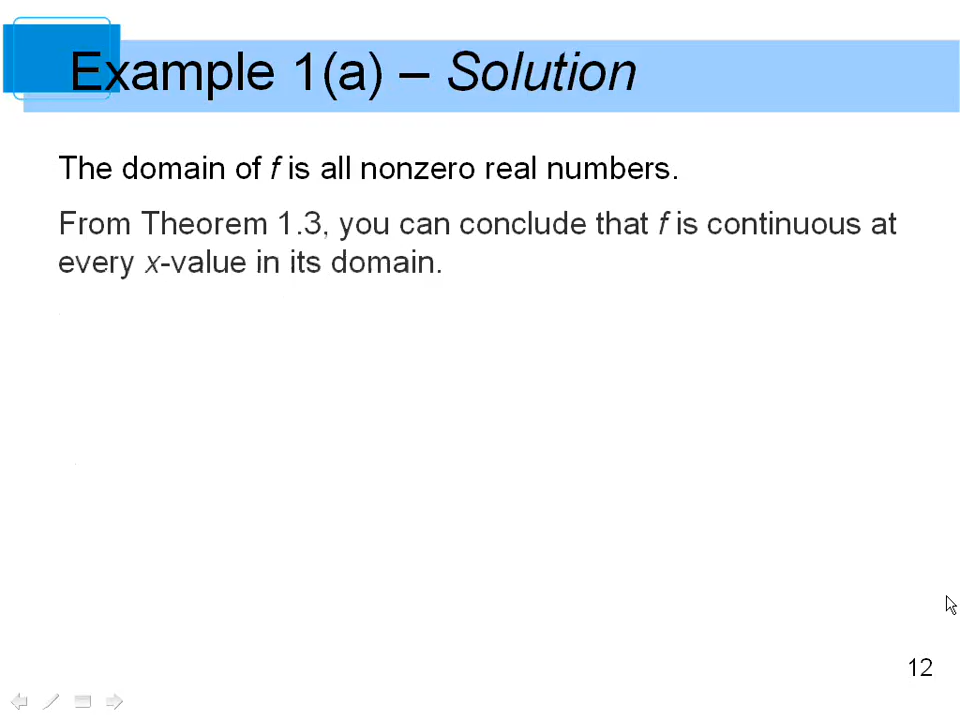 Example 1(a) – Solution
The domain of f is all nonzero real numbers.
From Theorem 1.3, you can conclude that f is continuous at
every x-value in its domain.
12